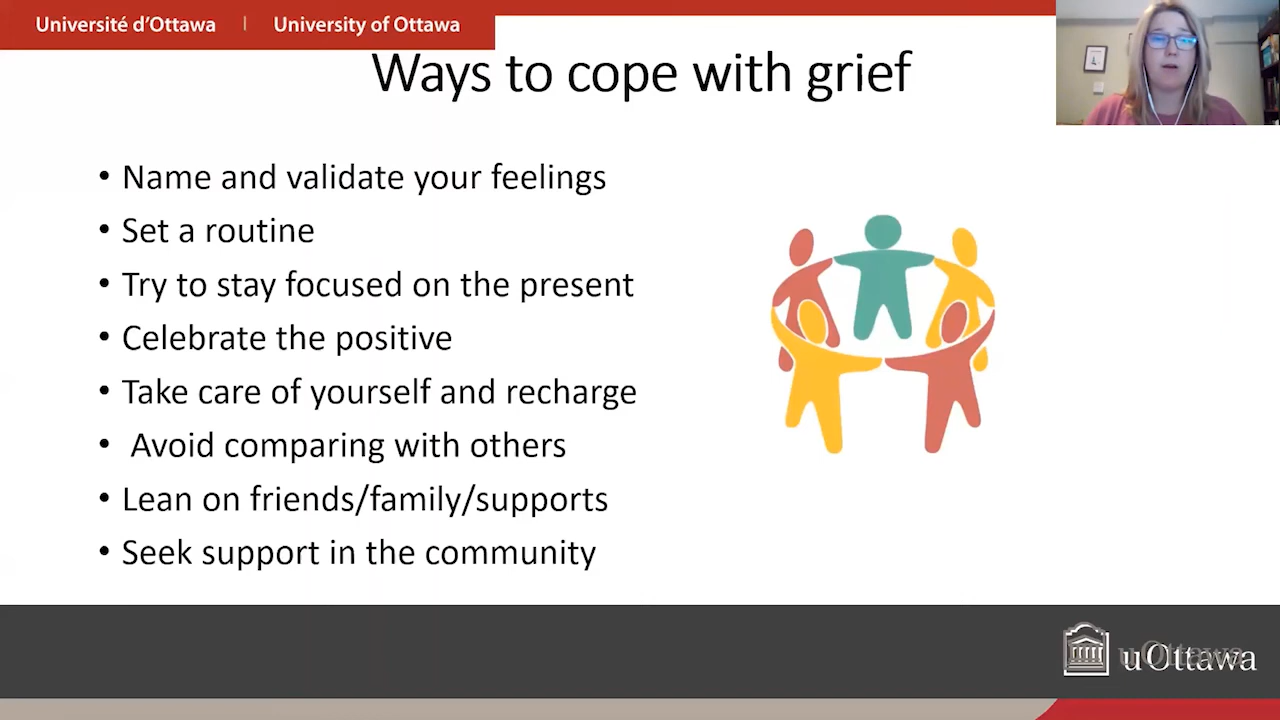 Université d'Ottawa | University of Ottawa
Ways to cope with grief
• Name and validate your feelings
• Set a routine
• Try to stay focused on the present
• Celebrate the positive
• Take care of yourself and recharge
• Avoid comparing with others
• Lean on friends/family/supports
• Seek support in the community
uOttawa